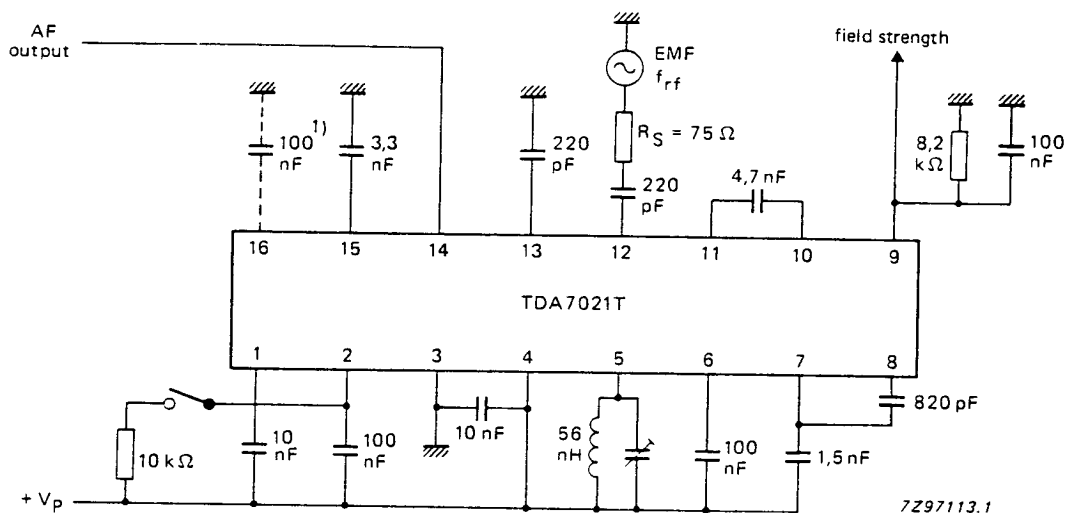 AF
output
EMF
f_rf
field strength
R_S = 75 Ω
100 1)
nF
3,3
nF
220
pF
220
pF
4,7 nF
8,2
kΩ
100
nF
16 15 14 13 12 11 10 9
TDA7021T
1 2 3 4 5 6 7 8
10 kΩ
10
nF
100
nF
10 nF
56
nH
100
nF
1,5 nF
820 pF
+ V_P
7Z97113.1